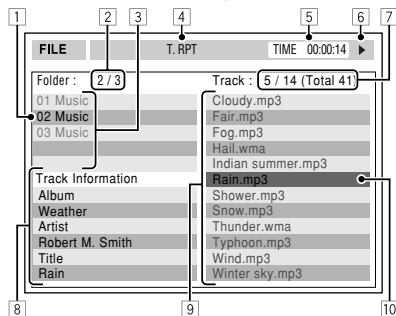 1 2 3 4 5 6 7
FILE T. RPT TIME 00:00:14
Folder : 2 / 3 Track : 5 / 14 (Total 41)
01 Music
02 Music
03 Music
Cloudy.mp3
Fair.mp3
Fog.mp3
Hail.wma
Indian summer.mp3
Rain.mp3
Shower.mp3
Snow.mp3
Thunder.wma
Typhoon.mp3
Wind.mp3
Winter sky.mp3
Track Information
Album
Weather
Artist
Robert M. Smith
Title
Rain
8 9 10